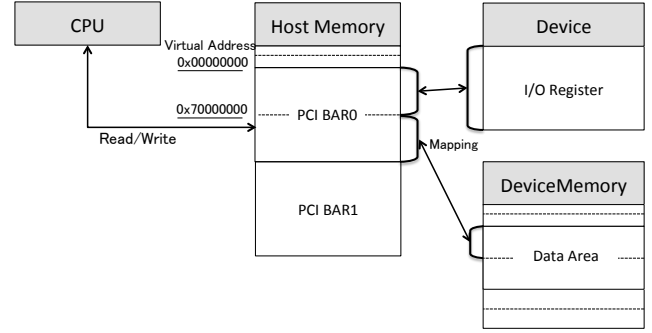 CPU
Host Memory
Device
Virtual Address
0x00000000
0x70000000
I/O Register
PCI BAR0
Read/Write
Mapping
DeviceMemory
PCI BAR1
Data Area